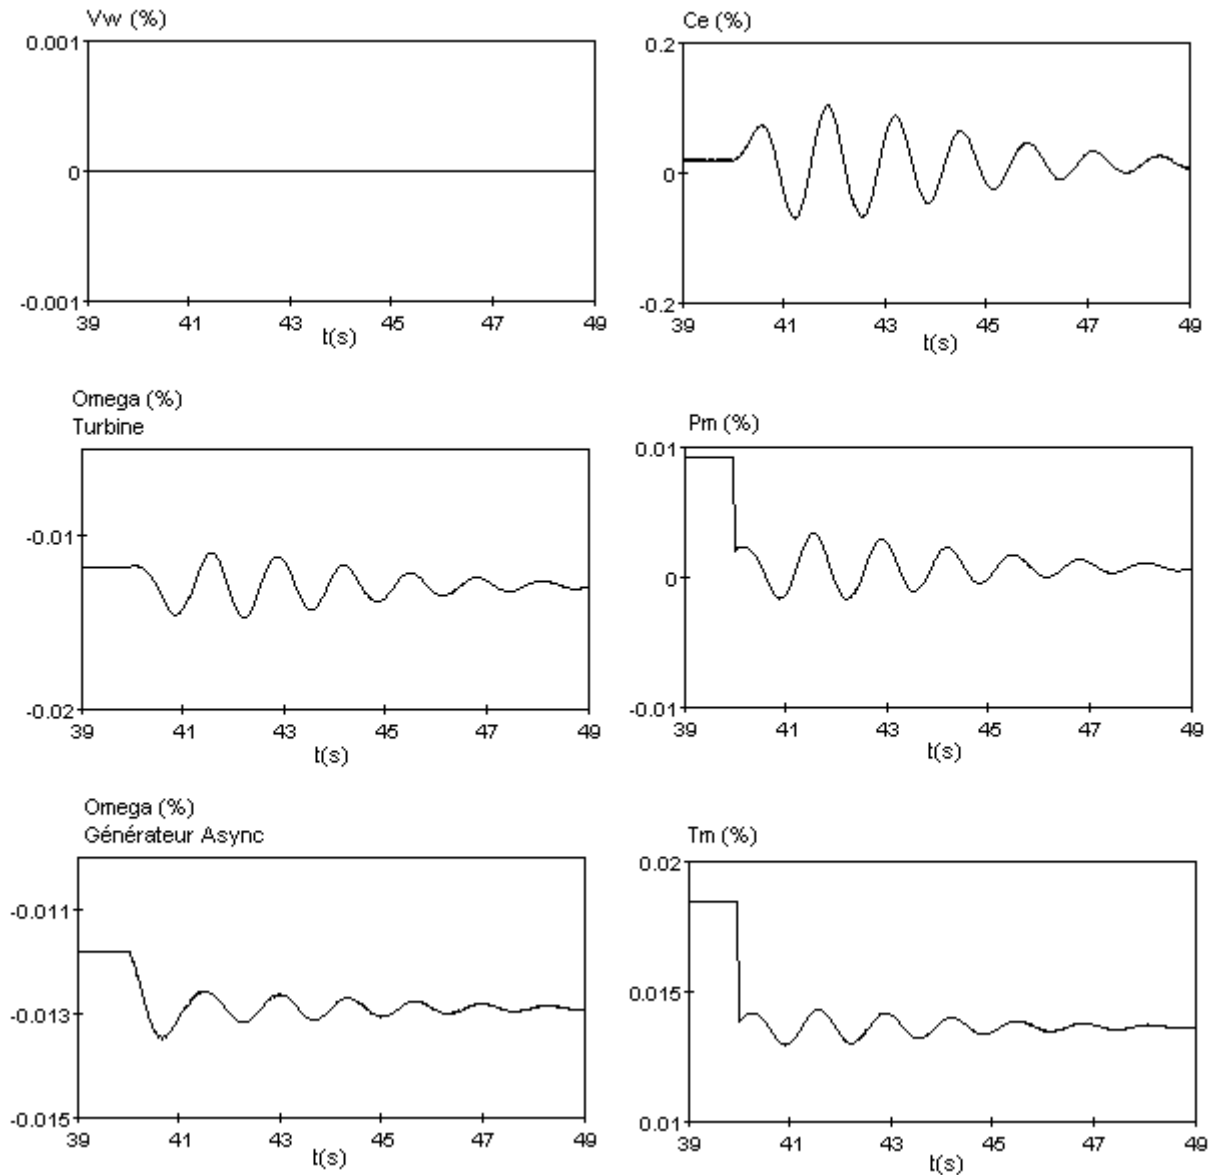 Vw (%)
0.001
0
-0.001
39 41 43 45 47 49
t(s)
Ce (%)
0.2
0
-0.2
39 41 43 45 47 49
t(s)
Omega (%)
Turbine
-0.01
-0.02
39 41 43 45 47 49
t(s)
Pm (%)
0.01
0
-0.01
39 41 43 45 47 49
t(s)
Omega (%)
Générateur Async
-0.011
-0.013
-0.015
39 41 43 45 47 49
t(s)
Tm (%)
0.02
0.015
0.01
39 41 43 45 47 49
t(s)